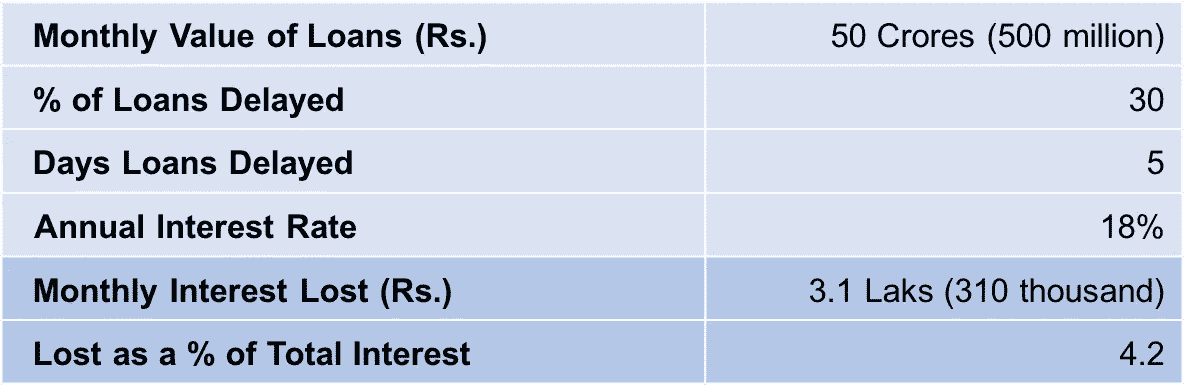 Monthly Value of Loans (Rs.) 50 Crores (500 million)
% of Loans Delayed 30
Days Loans Delayed 5
Annual Interest Rate 18%
Monthly Interest Lost (Rs.) 3.1 Laks (310 thousand)
Lost as a % of Total Interest 4.2